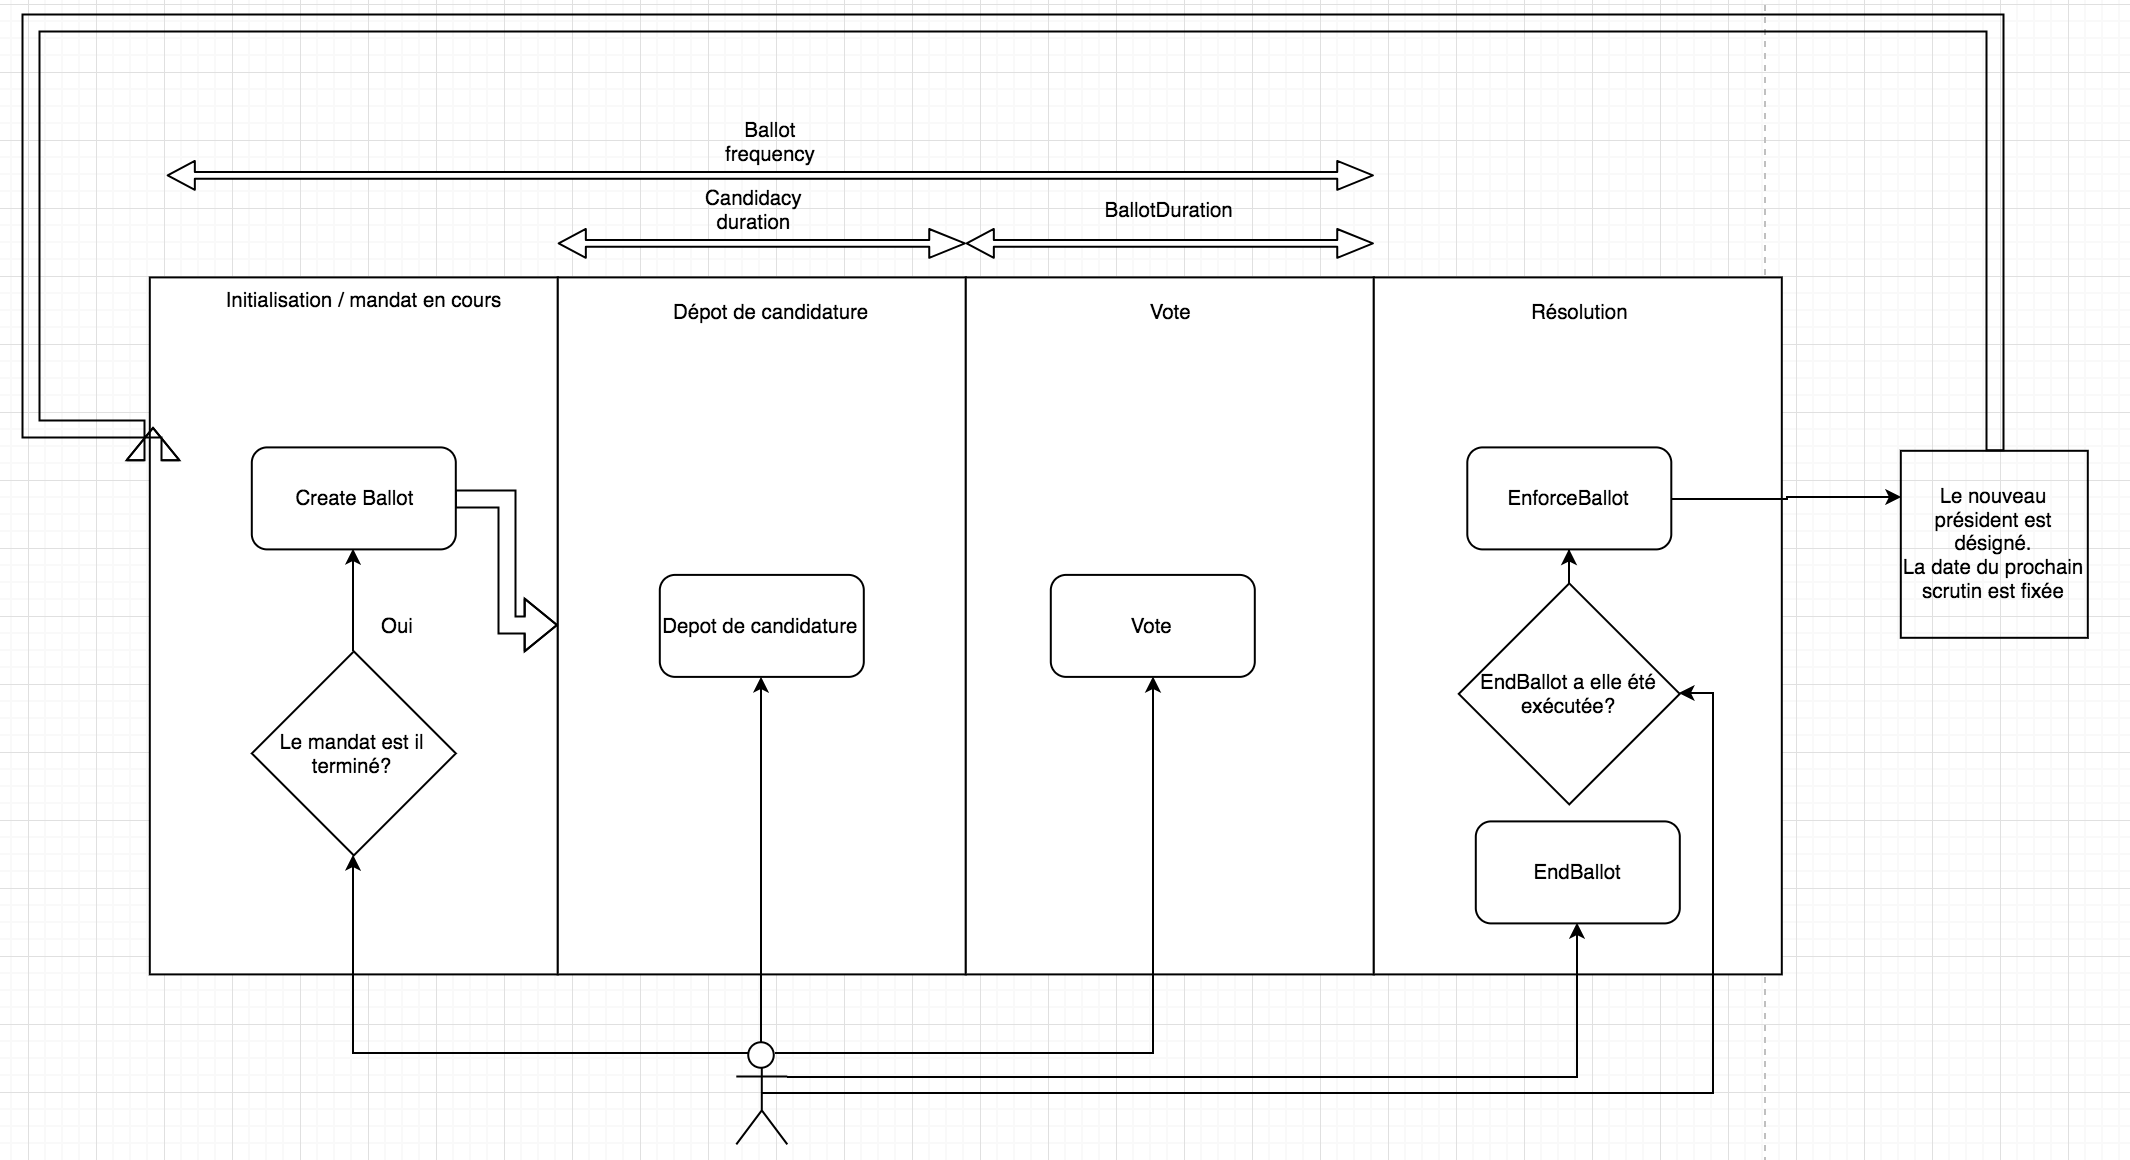 Ballot
frequency
Candidacy
duration
BallotDuration
Initialisation / mandat en cours
Dépot de candidature
Vote
Résolution
Create Ballot
EnforceBallot
Le nouveau
président est
désigné.
La date du prochain
scrutin est fixée
Oui
Depot de candidature
Vote
EndBallot a elle été
exécutée?
Le mandat est il
terminé?
EndBallot